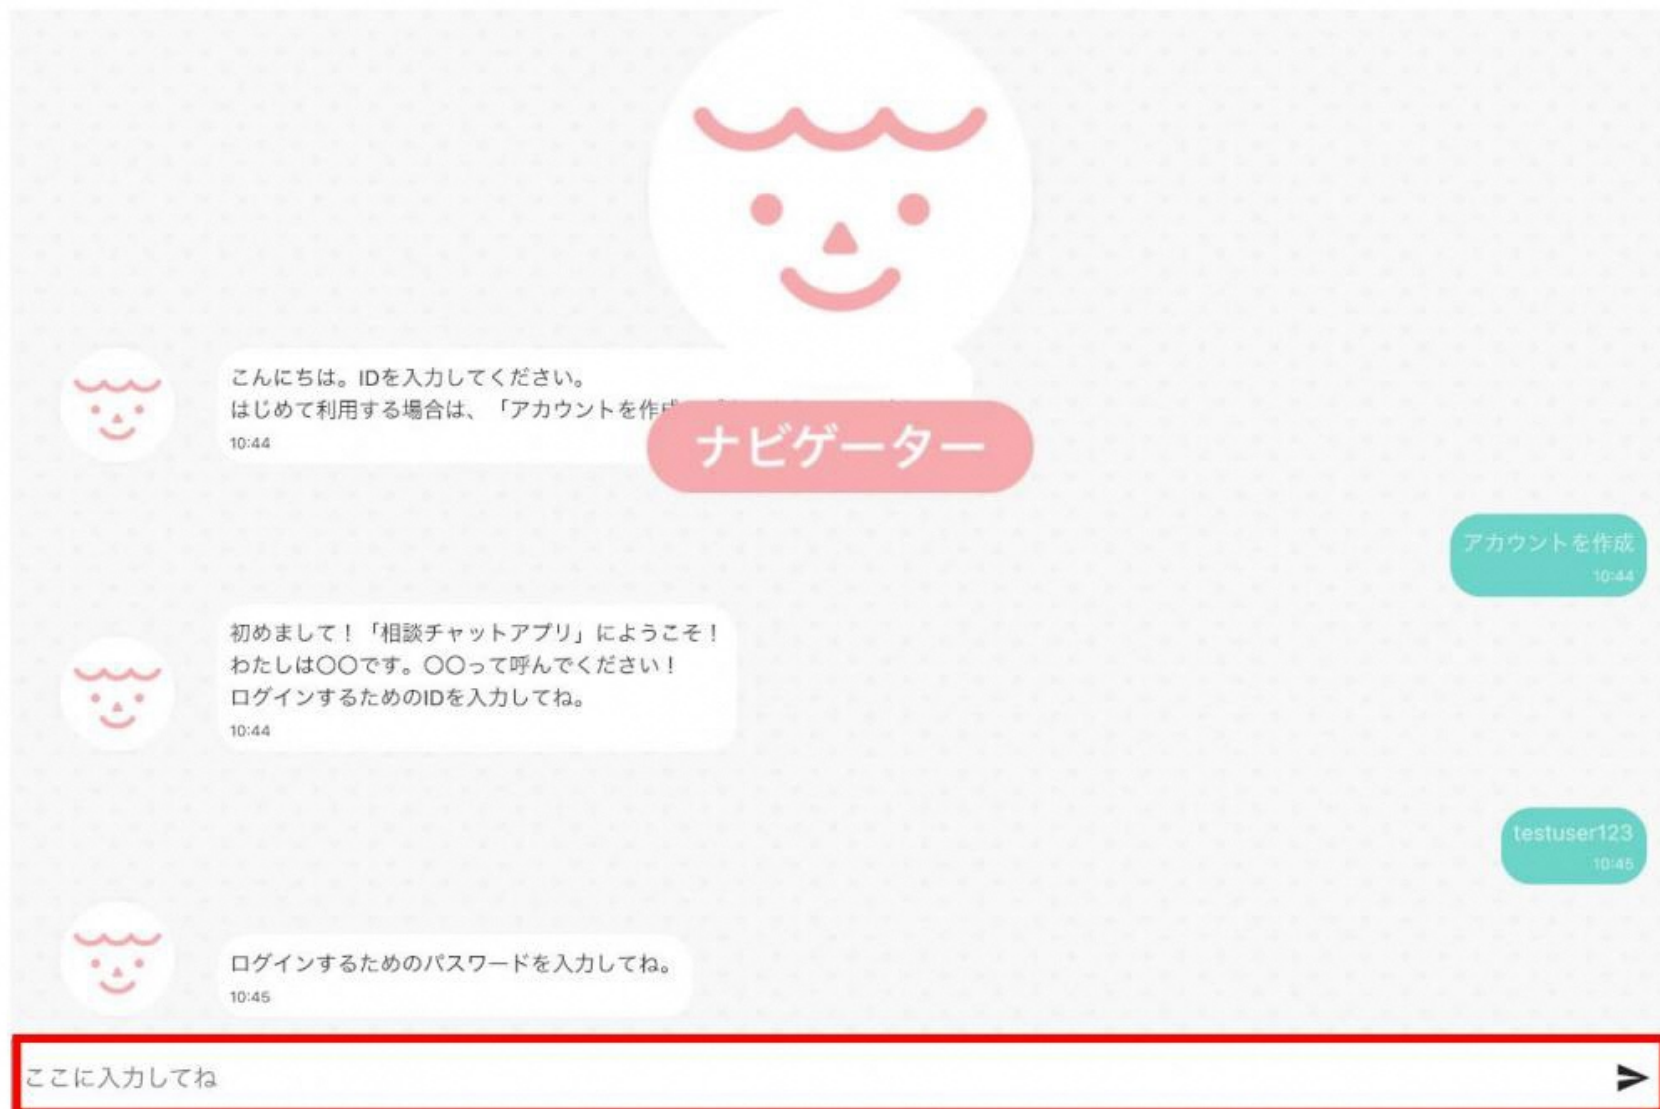 こんにちは。IDを入力してください。
はじめて利用する場合は、「アカウントを作
10:44
ナビゲーター
アカウントを作成
10:44
初めまして！「相談チャットアプリ」にようこそ！
わたしは〇〇です。〇〇って呼んでください！
ログインするためのIDを入力してね。
10:44
testuser123
10:45
ログインするためのパスワードを入力してね。
10:45
ここに入力してね